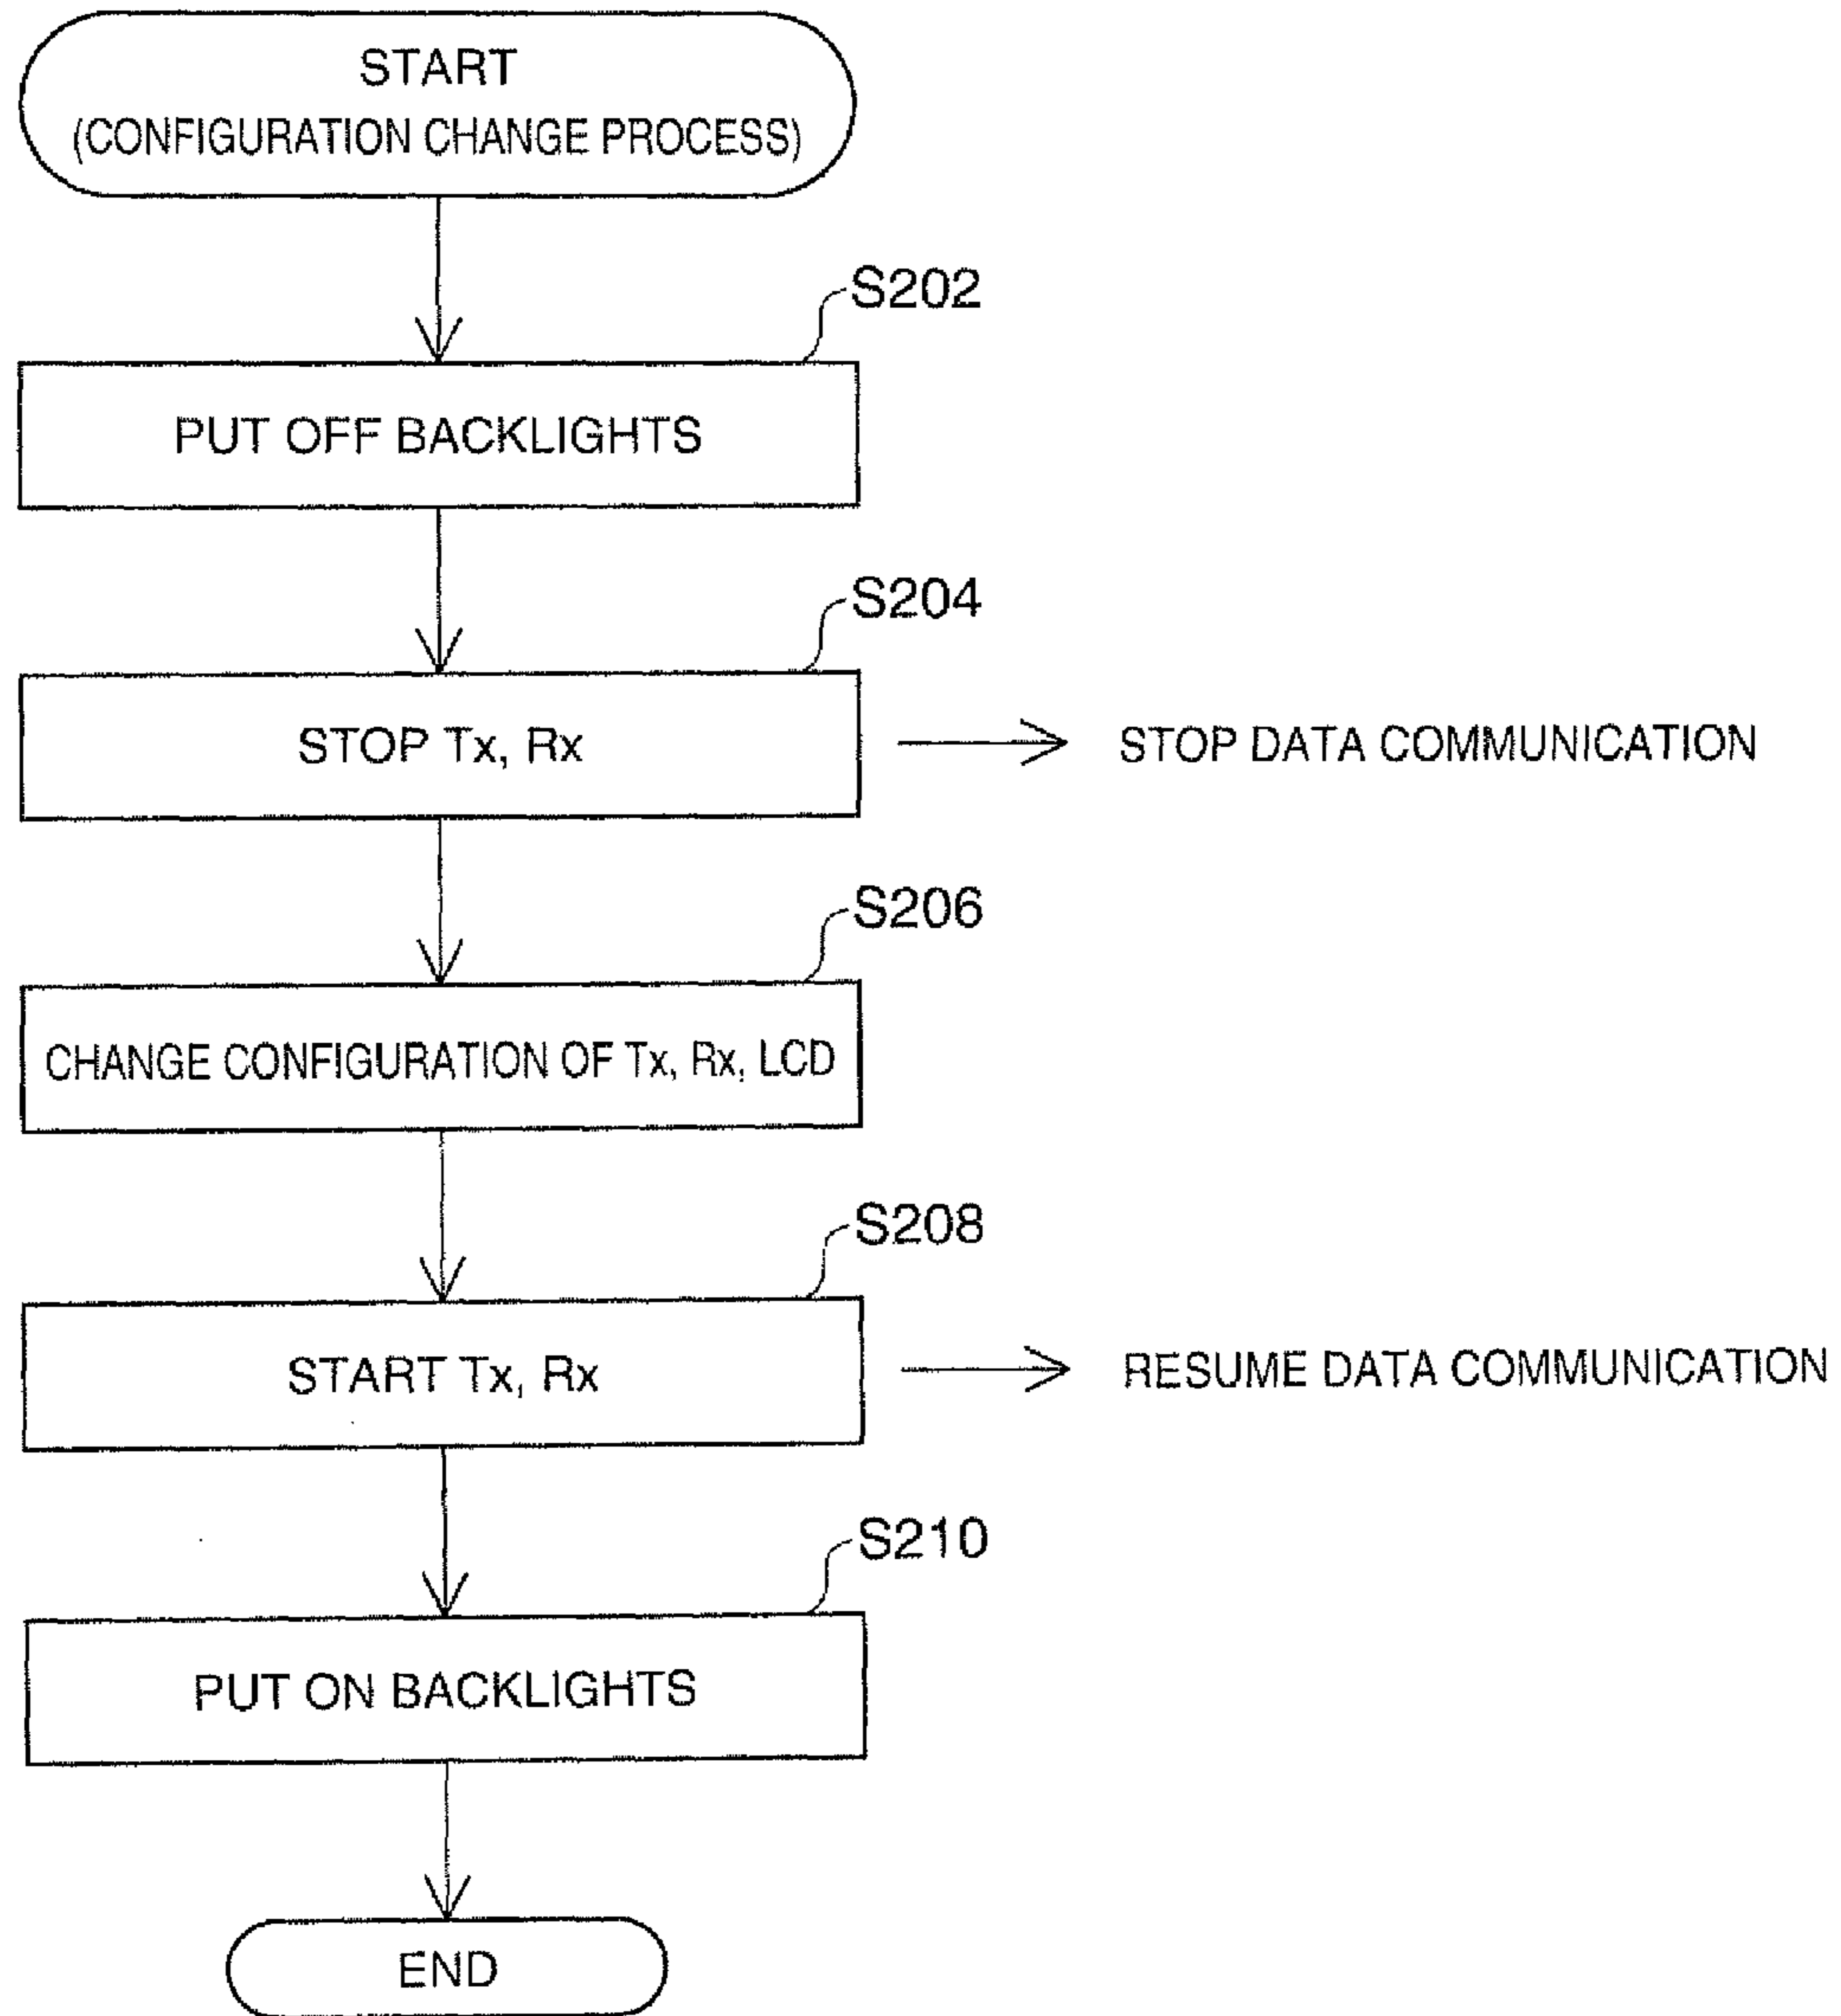 START
(CONFIGURATION CHANGE PROCESS)
S202
PUT OFF BACKLIGHTS
S204
STOP Tx, Rx
STOP DATA COMMUNICATION
S206
CHANGE CONFIGURATION OF Tx, Rx, LCD
S208
START Tx, Rx
RESUME DATA COMMUNICATION
S210
PUT ON BACKLIGHTS
END